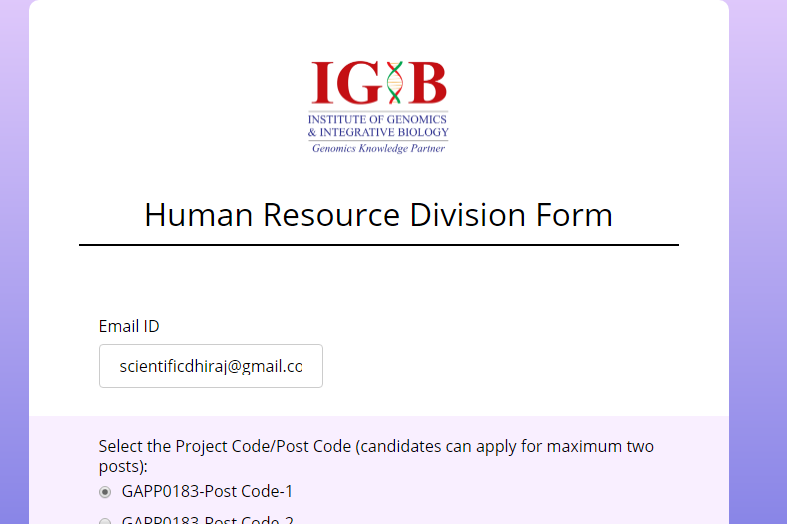 IGIB
INSTITUTE OF GENOMICS
& INTEGRATIVE BIOLOGY
Genomics Knowledge Partner
Human Resource Division Form
Email ID
scientificdhiraj@gmail.co
Select the Project Code/Post Code (candidates can apply for maximum two
posts):
GAPP0183-Post Code-1
GAPP0183-Post Code-2